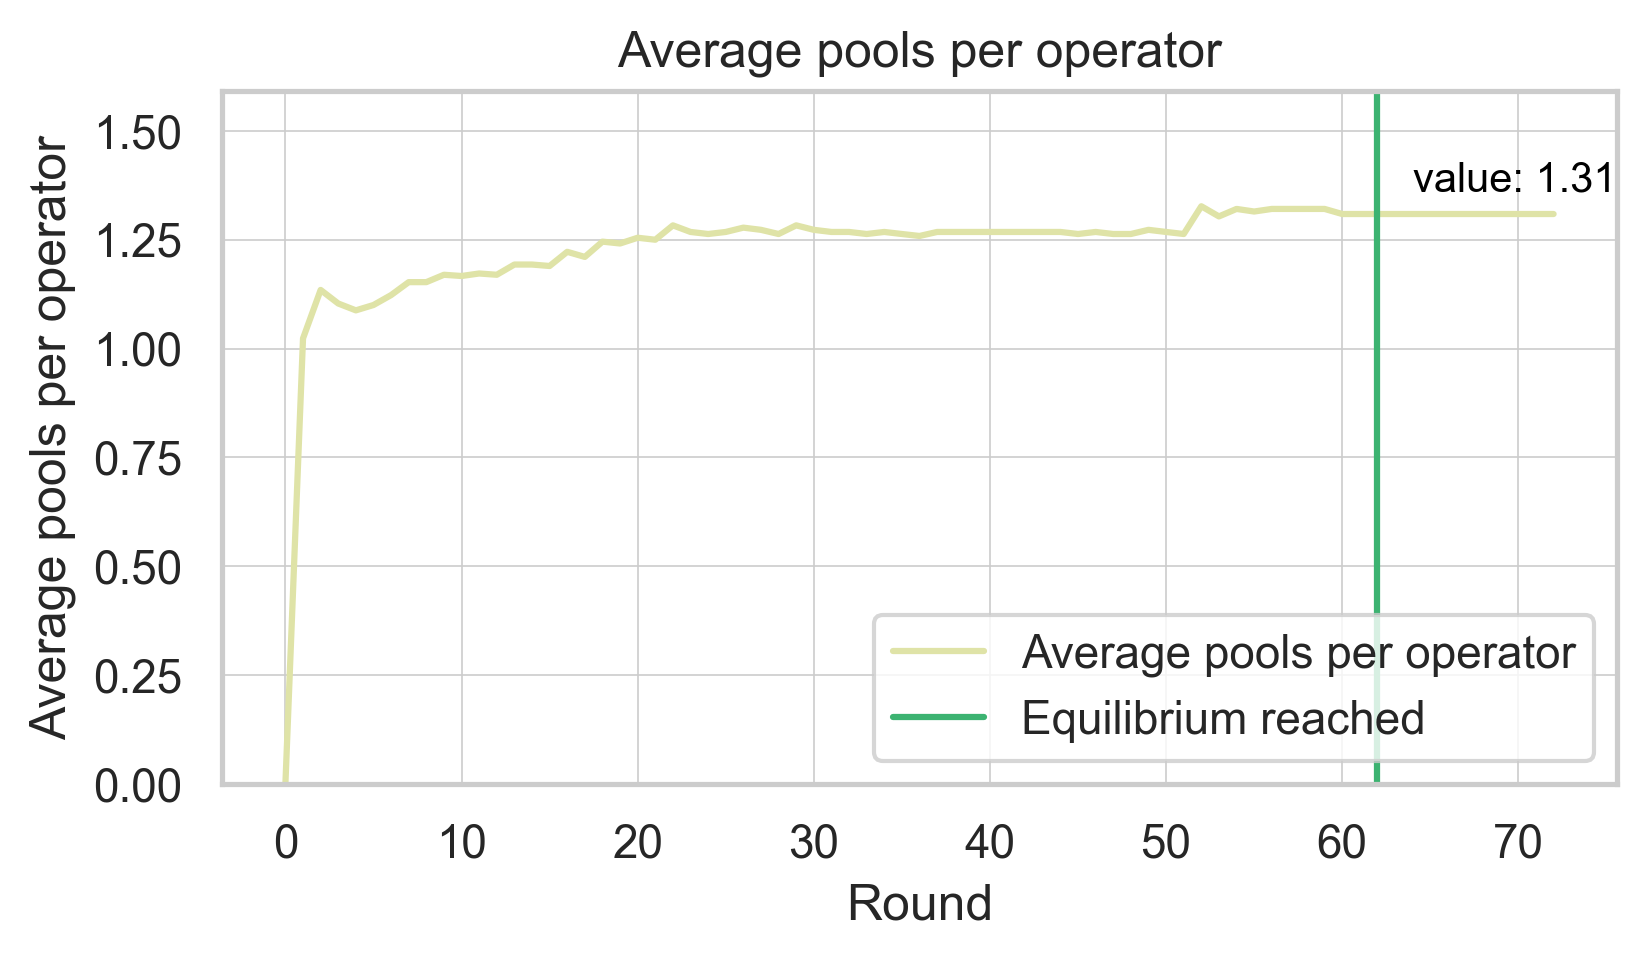 Average pools per operator
Average pools per operator
1.50
1.25
1.00
0.75
0.50
0.25
0.00
value: 1.31
Average pools per operator
Equilibrium reached
0 10 20 30 40 50 60 70
Round